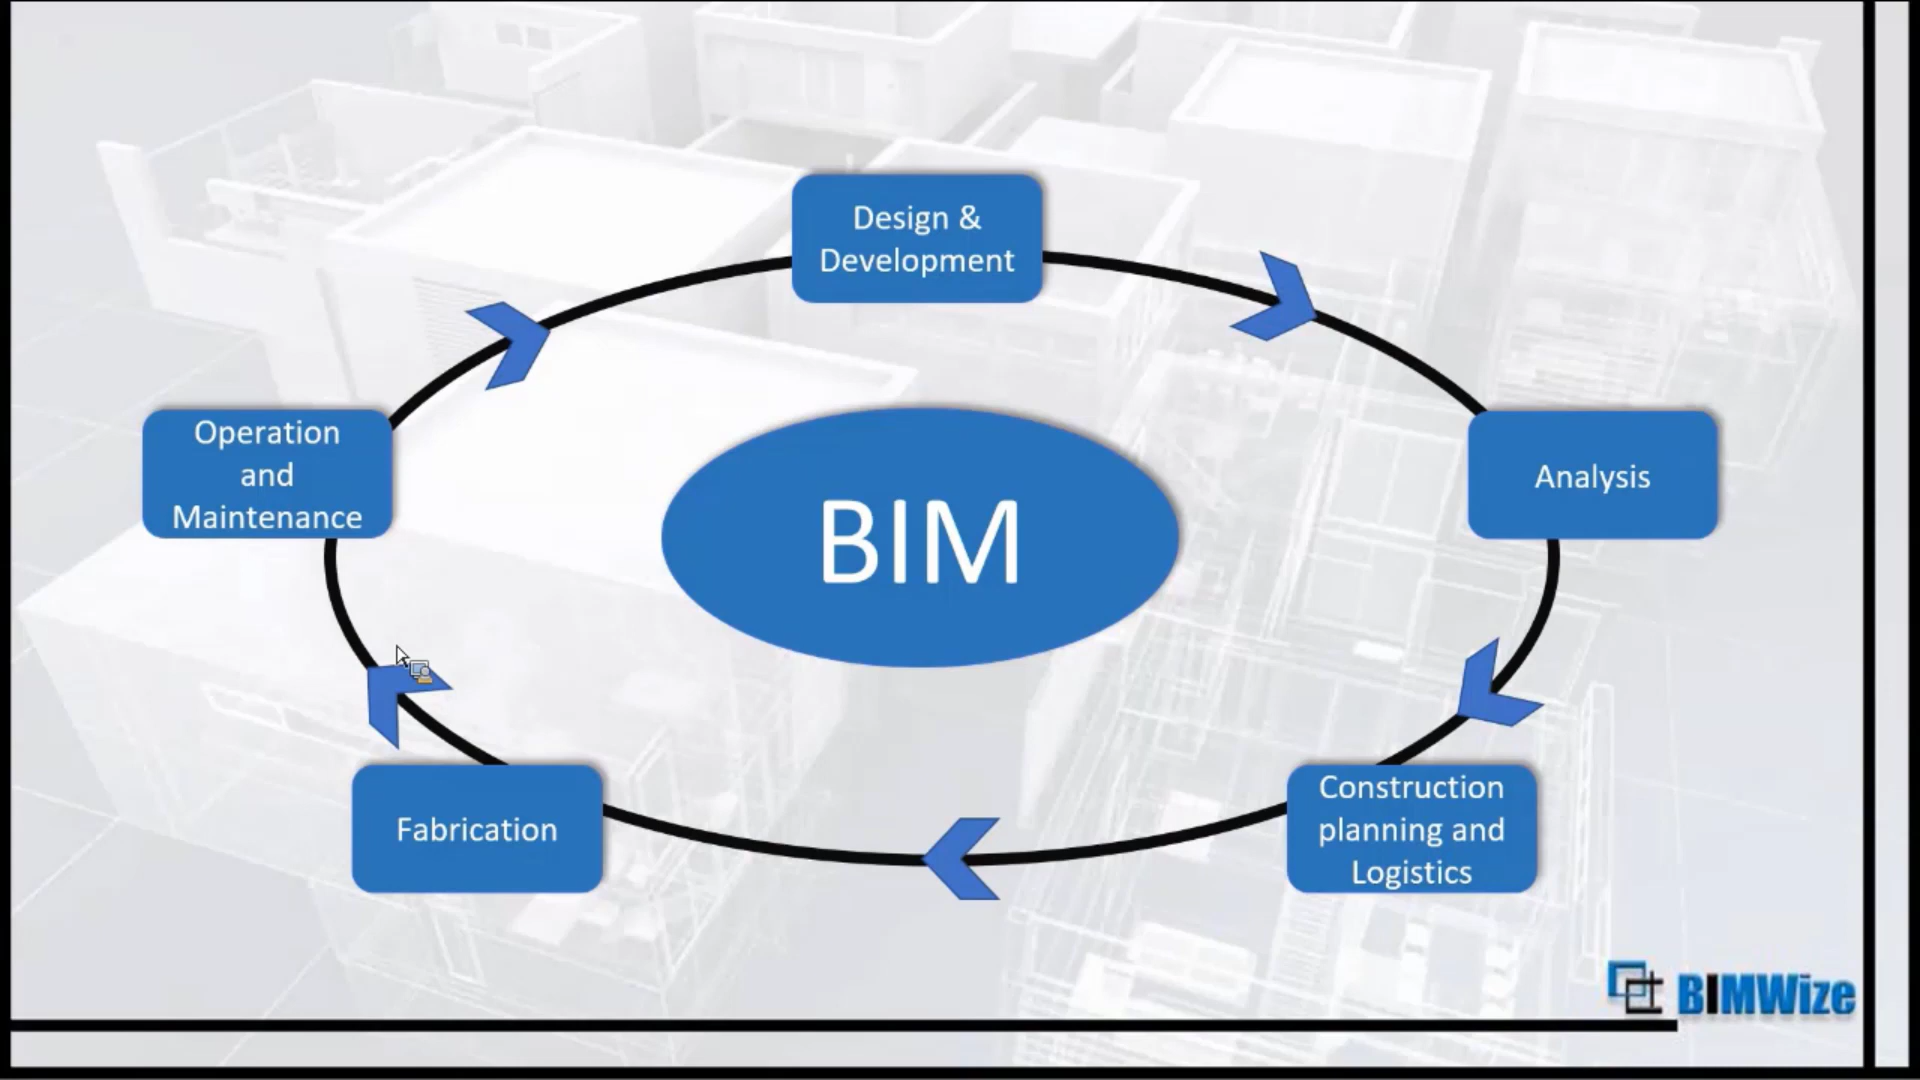 Design &
Development
Operation
and
Maintenance
BIM
Analysis
Fabrication
Construction
planning and
Logistics
BIMWize